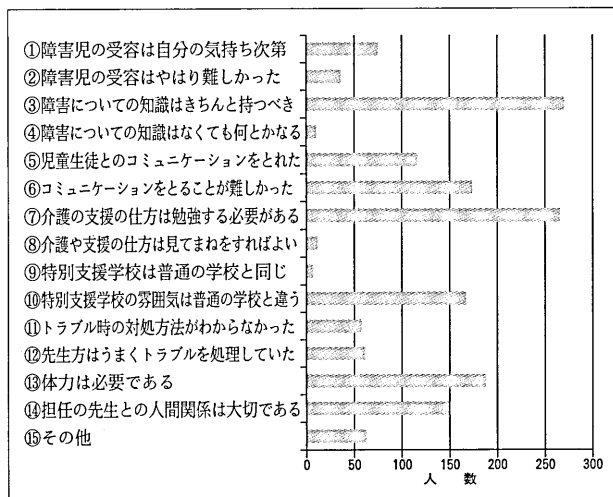 ①障害児の受容は自分の気持ち次第
②障害児の受容はやはり難しかった
③障害についての知識はきちんと持つべき
④障害についての知識はなくても何とかなる
⑤児童生徒とのコミュニケーションをとれた
⑥コミュニケーションをとることが難しかった
⑦介護の支援の仕方は勉強する必要がある
⑧介護や支援の仕方は見てまねをすればよい
⑨特別支援学校は普通の学校と同じ
⑩特別支援学校の雰囲気は普通の学校と違う
⑪トラブル時の対処方法がわからなかった
⑫先生方はうまくトラブルを処理していた
⑬体力は必要である
⑭担任の先生との人間関係は大切である
⑮その他
0 50 100 150 200 250 300
人 数